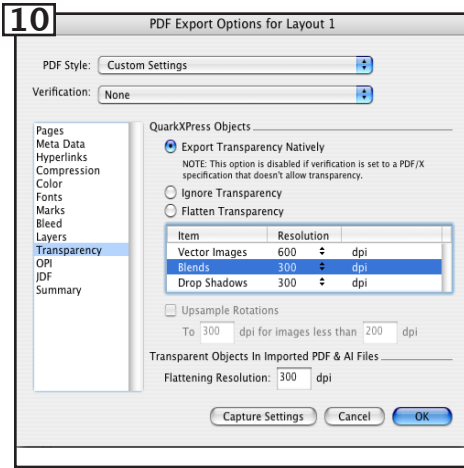 10
PDF Export Options for Layout 1
PDF Style: Custom Settings
Verification: None
Pages
Meta Data
Hyperlinks
Compression
Color
Fonts
Marks
Bleed
Layers
Transparency
OPI
JDF
Summary
QuarkXPress Objects
Export Transparency Natively
NOTE: This option is disabled if verification is set to a PDF/X
specification that doesn't allow transparency.
Ignore Transparency
Flatten Transparency
Item Resolution
Vector Images 600 dpi
Blends 300 dpi
Drop Shadows 300 dpi
Upsample Rotations
To 300 dpi for images less than 200 dpi
Transparent Objects In Imported PDF & AI Files
Flattening Resolution: 300 dpi
Capture Settings Cancel OK